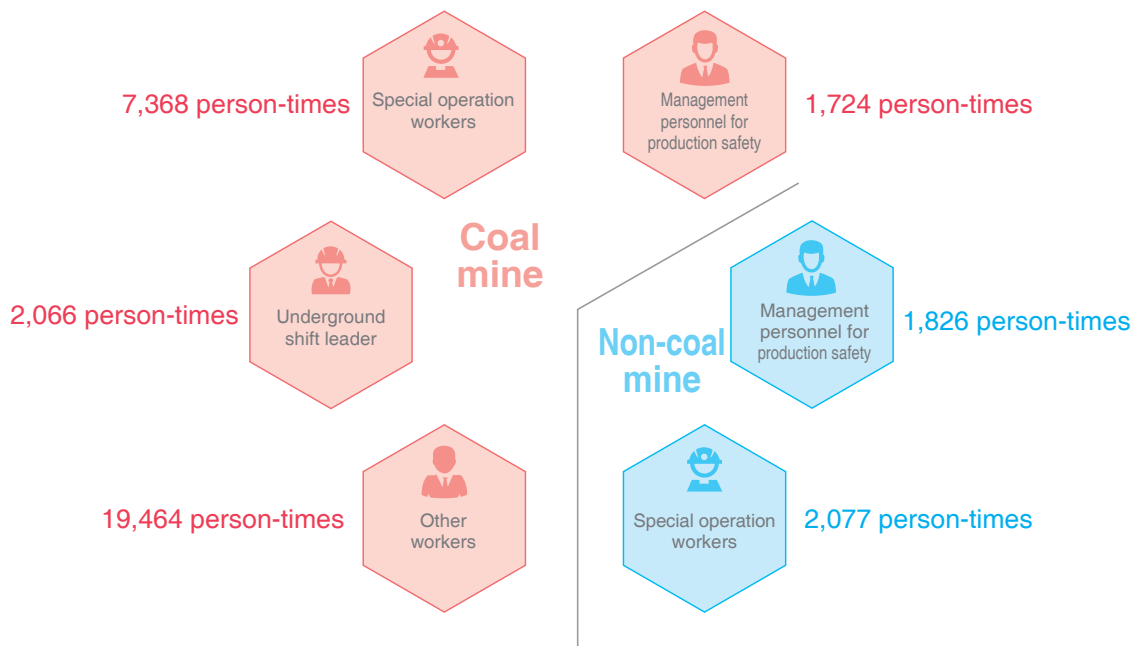 7,368 person-times
Special operation
workers
Management
personnel for
production safety
1,724 person-times
Coal
mine
2,066 person-times
Underground
shift leader
Non-coal
mine
Management
personnel for
production safety
1,826 person-times
19,464 person-times
Other
workers
Special operation
workers
2,077 person-times